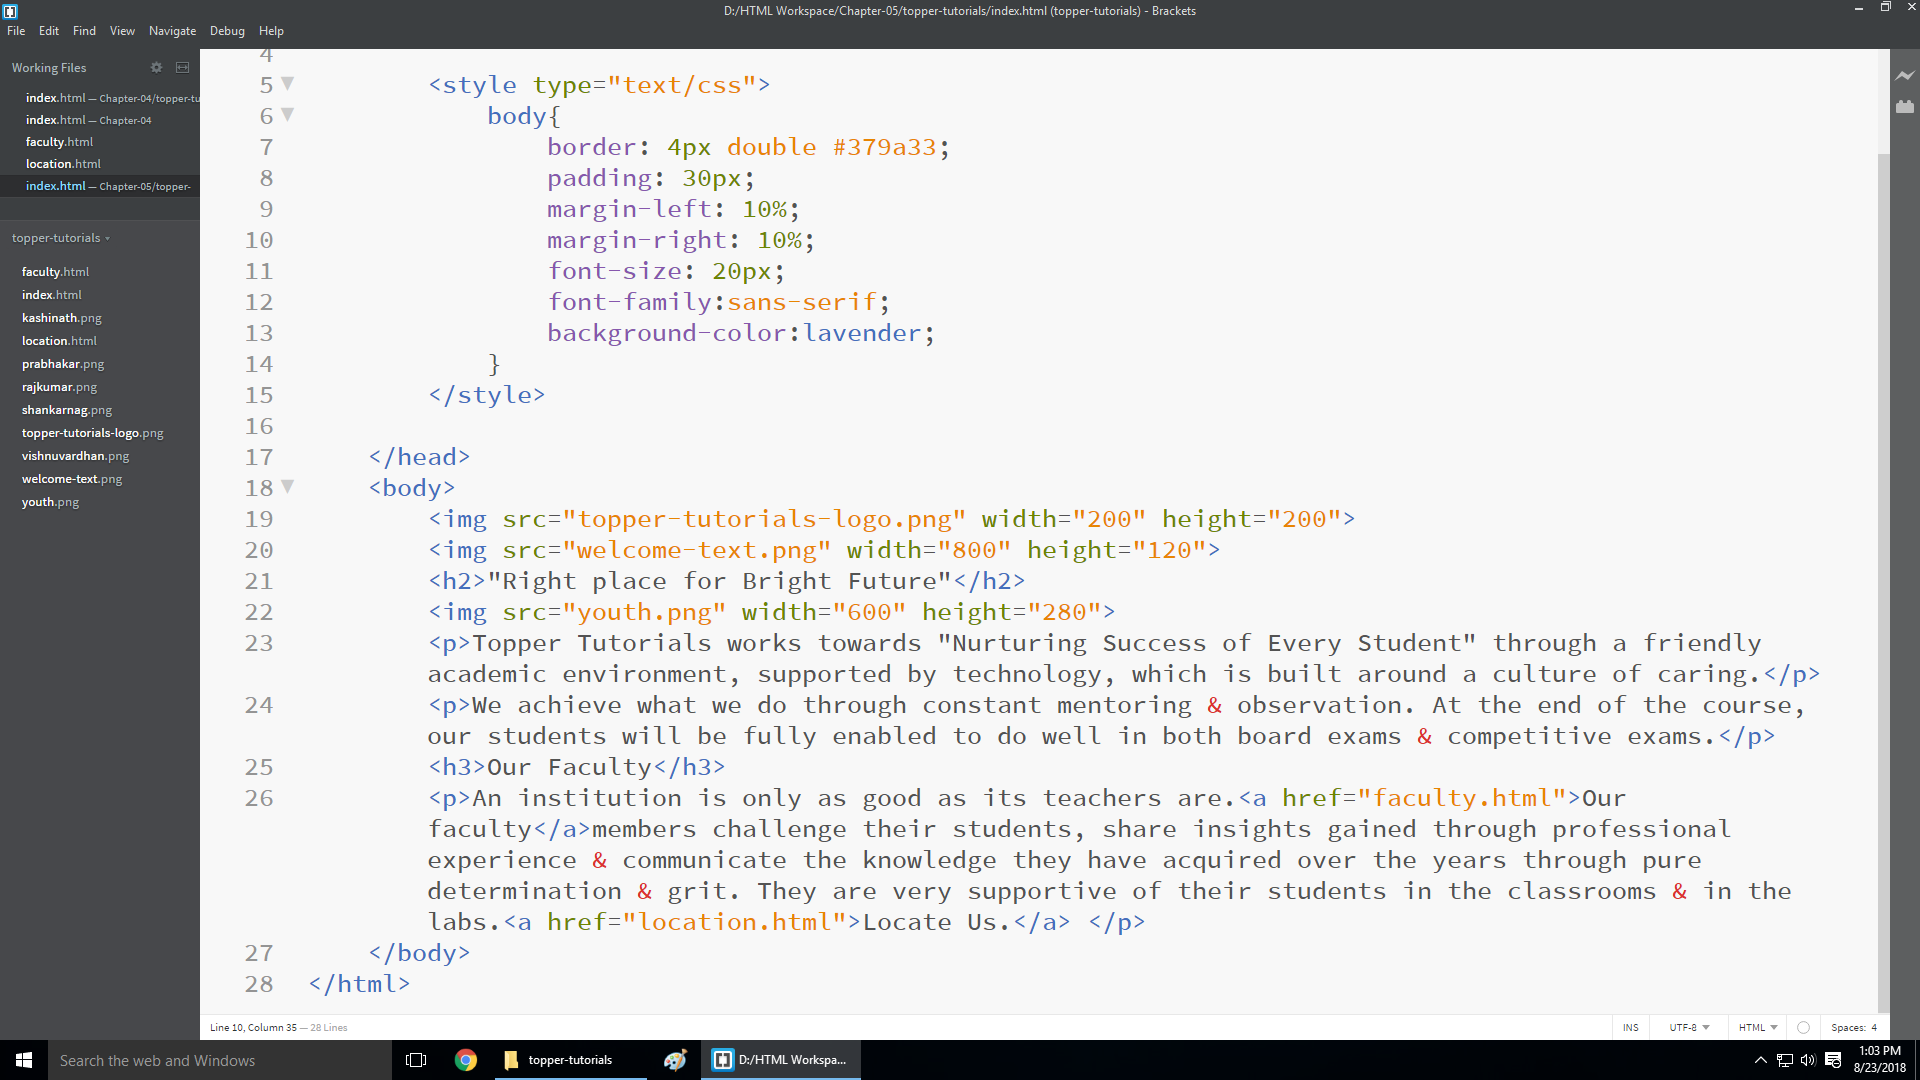 D:/HTML Workspace/Chapter-05/topper-tutorials/index.html (topper-tutorials) - Brackets
File Edit Find View Navigate Debug Help
Working Files
index.html — Chapter-04/topper-tu
index.html — Chapter-04
faculty.html
location.html
index.html — Chapter-05/topper-
topper-tutorials
faculty.html
index.html
kashinath.png
location.html
prabhakar.png
rajkumar.png
shankarnag.png
topper-tutorials-logo.png
vishnuvardhan.png
welcome-text.png
youth.png
4
5 <style type="text/css">
6 body{
7 border: 4px double #379a33;
8 padding: 30px;
9 margin-left: 10%;
10 margin-right: 10%;
11 font-size: 20px;
12 font-family:sans-serif;
13 background-color:lavender;
14 }
15 </style>
16
17 </head>
18 <body>
19 <img src="topper-tutorials-logo.png" width="200" height="200">
20 <img src="welcome-text.png" width="800" height="120">
21 <h2>"Right place for Bright Future"</h2>
22 <img src="youth.png" width="600" height="280">
23 <p>Topper Tutorials works towards "Nurturing Success of Every Student" through a friendly
academic environment, supported by technology, which is built around a culture of caring.</p>
24 <p>We achieve what we do through constant mentoring & observation. At the end of the course,
our students will be fully enabled to do well in both board exams & competitive exams.</p>
25 <h3>Our Faculty</h3>
26 <p>An institution is only as good as its teachers are.<a href="faculty.html">Our
faculty</a>members challenge their students, share insights gained through professional
experience & communicate the knowledge they have acquired over the years through pure
determination & grit. They are very supportive of their students in the classrooms & in the
labs.<a href="location.html">Locate Us.</a> </p>
27 </body>
28 </html>
Line 10, Column 35 — 28 Lines
INS UTF-8 HTML Spaces: 4
Search the web and Windows
topper-tutorials
D:/HTML Workspa...
1:03 PM
8/23/2018